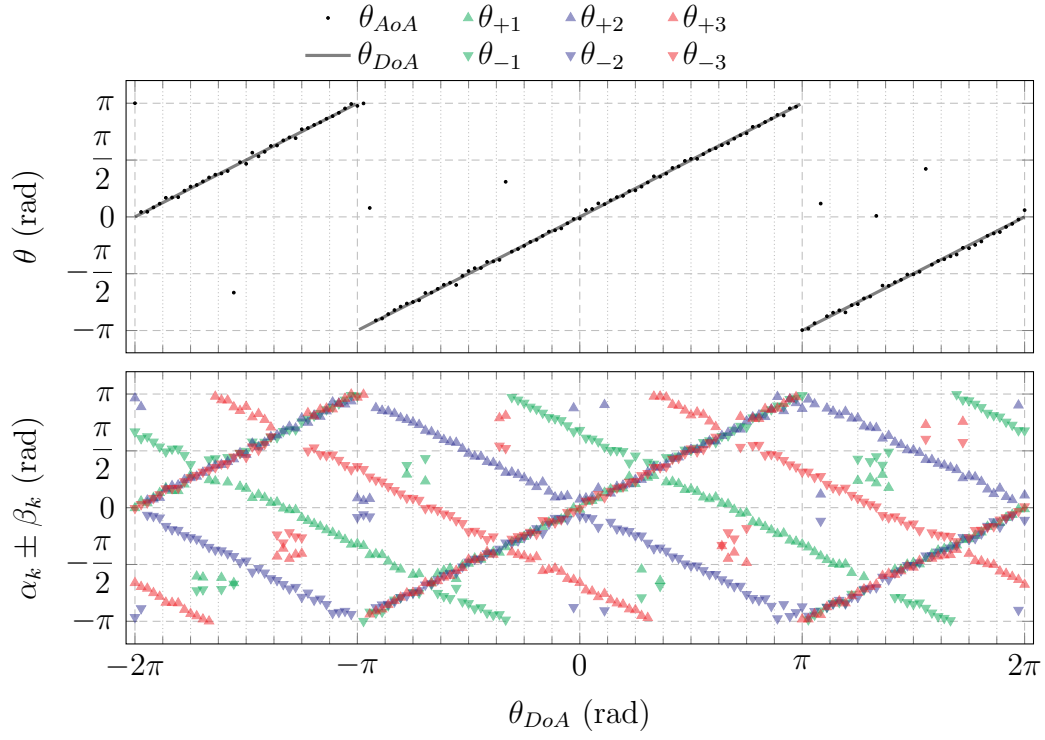 θ_AoA θ_+1 θ_+2 θ_+3
θ_DoA θ_−1 θ_−2 θ_−3
π
π/2
0
−π/2
−π
θ (rad)
π
π/2
0
−π/2
−π
α_k ± β_k (rad)
−2π −π 0 π 2π
θ_DoA (rad)